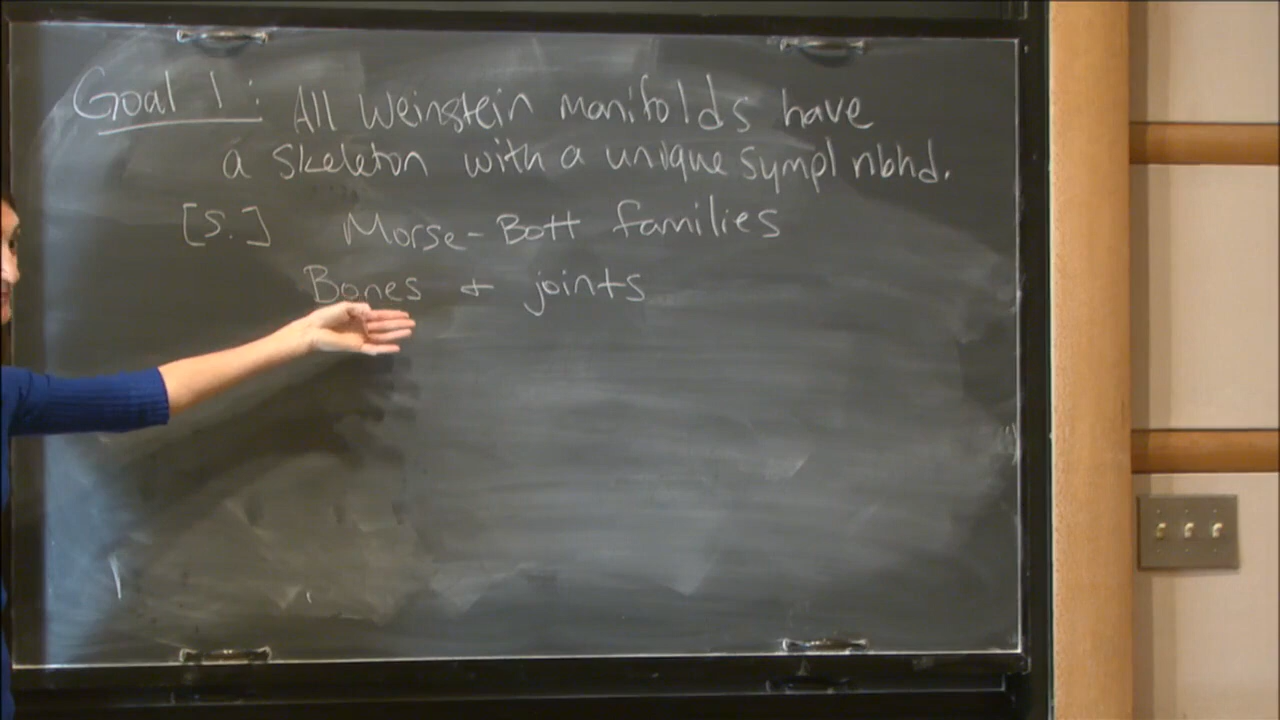 Goal 1: All Weinstein manifolds have
a skeleton with a unique sympl nbhd.
[S.] Morse-Bott families
Bones + joints